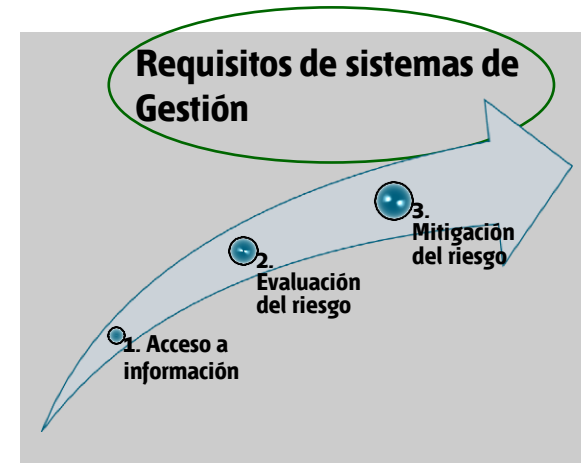 Requisitos de sistemas de
Gestión
3.
Mitigación
del riesgo
2.
Evaluación
del riesgo
1. Acceso a
información